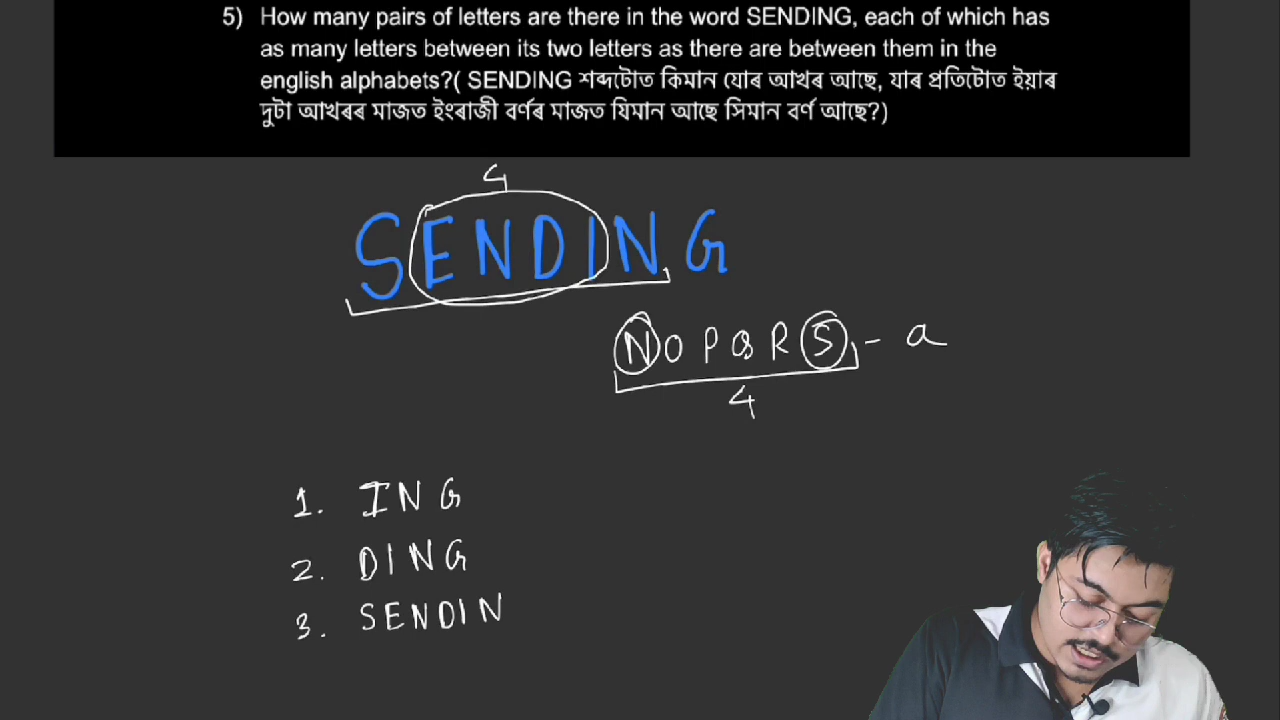 5) How many pairs of letters are there in the word SENDING, each of which has
as many letters between its two letters as there are between them in the
english alphabets?( SENDING শব্দটোত কিমান যোৰ আখৰ আছে, যাৰ প্ৰতিটোত ইয়াৰ
দুটা আখৰৰ মাজত ইংৰাজী বৰ্ণৰ মাজত যিমান আছে সিমান বৰ্ণ আছে?)
4
SENDING
NOPQRS - a
4
1. ING
2. DING
3. SENDIN